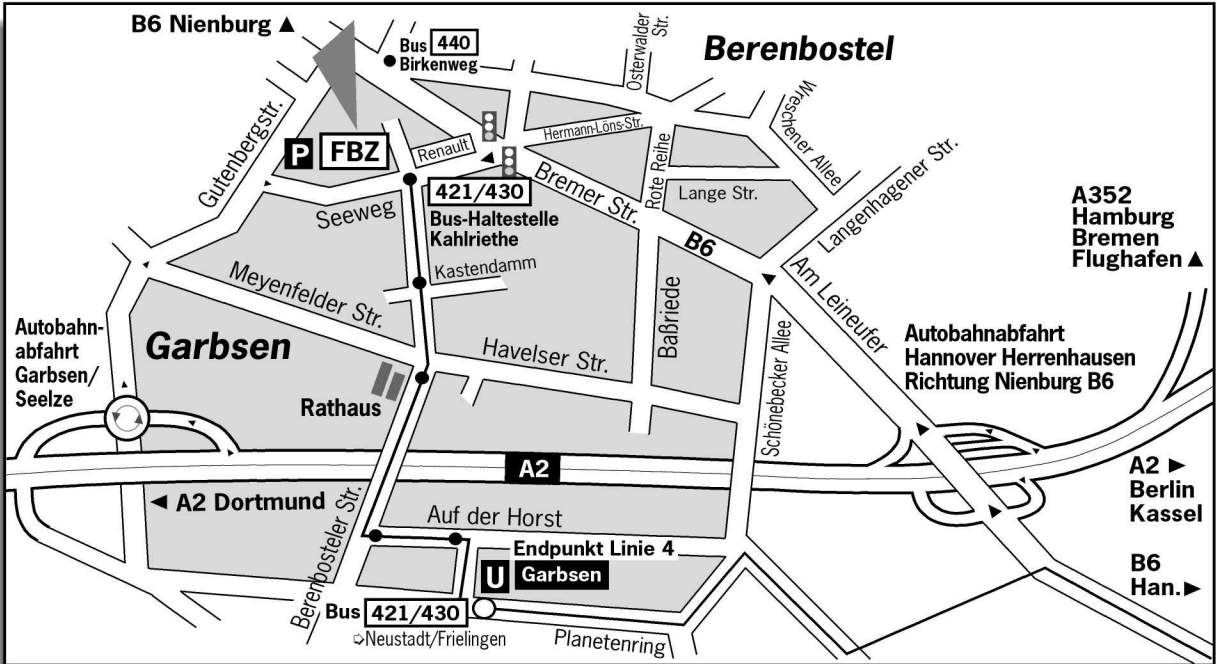 B6 Nienburg ▲
Bus 440
Birkenweg
Osterwalder
Str.
Berenbostel
Wreschener Allee
Gutenbergstr.
P FBZ
Renault
Hermann-Löns-Str.
Rote Reihe
Lange Str.
Langenhagener Str.
Seeweg
421/430
Bus-Haltestelle
Kahlriethe
Bremer Str.
B6
A352
Hamburg
Bremen
Flughafen ▲
Kastendamm
Meyenfelder Str.
Am Leineufer
Autobahn-
abfahrt
Garbsen/
Seelze
Garbsen
Havelser Str.
Baßriede
Schönebecker Allee
Autobahnabfahrt
Hannover Herrenhausen
Richtung Nienburg B6
Rathaus
A2
◄ A2 Dortmund
A2 ►
Berlin
Kassel
Berenbosteler Str.
Auf der Horst
Endpunkt Linie 4
U Garbsen
B6
Han.►
Bus 421/430
➪Neustadt/Frielingen
Planetenring